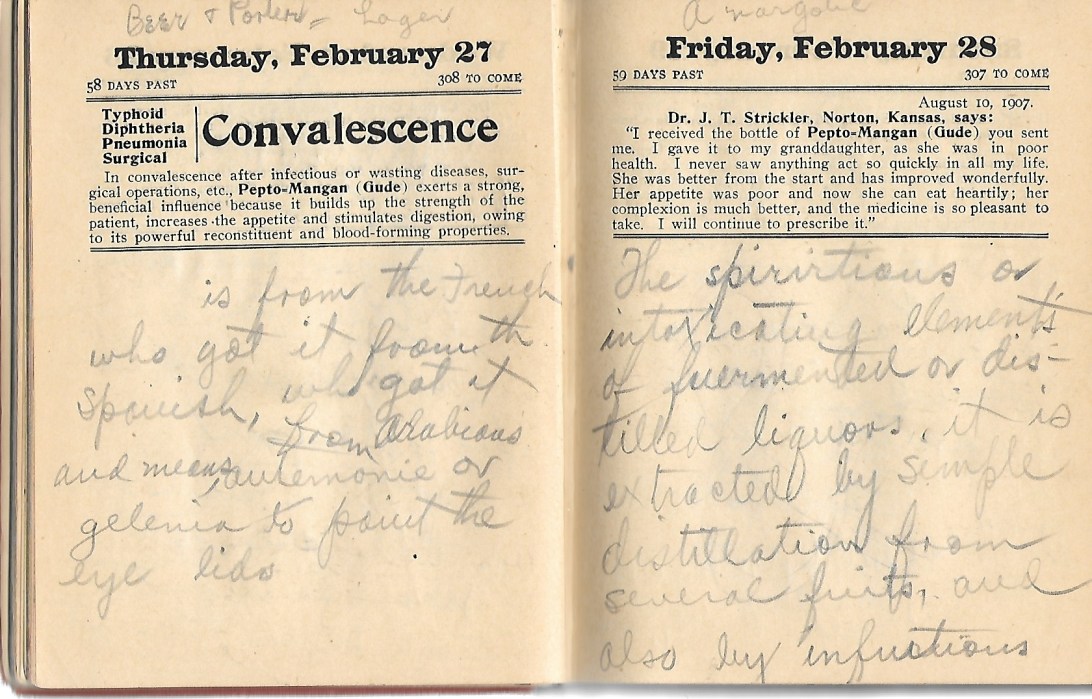 Beer & Porter = Lager
Thursday, February 27
58 DAYS PAST
308 TO COME
Typhoid
Diphtheria
Pneumonia
Surgical
Convalescence
In convalescence after infectious or wasting diseases, sur-
gical operations, etc., Pepto-Mangan (Gude) exerts a strong,
beneficial influence because it builds up the strength of the
patient, increases the appetite and stimulates digestion, owing
to its powerful reconstituent and blood-forming properties.
is from the French
who got it from th
Spanish, who got it
from Arabians
and means, or
to paint the
eye lids
A
Friday, February 28
59 DAYS PAST
307 TO COME
August 10, 1907.
Dr. J. T. Strickler, Norton, Kansas, says:
"I received the bottle of Pepto-Mangan (Gude) you sent
me. I gave it to my granddaughter, as she was in poor
health. I never saw anything act so quickly in all my life.
She was better from the start and has improved wonderfully.
Her appetite was poor and now she can eat heartily; her
complexion is much better, and the medicine is so pleasant to
take. I will continue to prescribe it."
The spirirtious or
intoxicating elements
of fuermented or dis-
tilled liquors, it is
extracted by simple
distillation from
several fruits, and
also by infustions